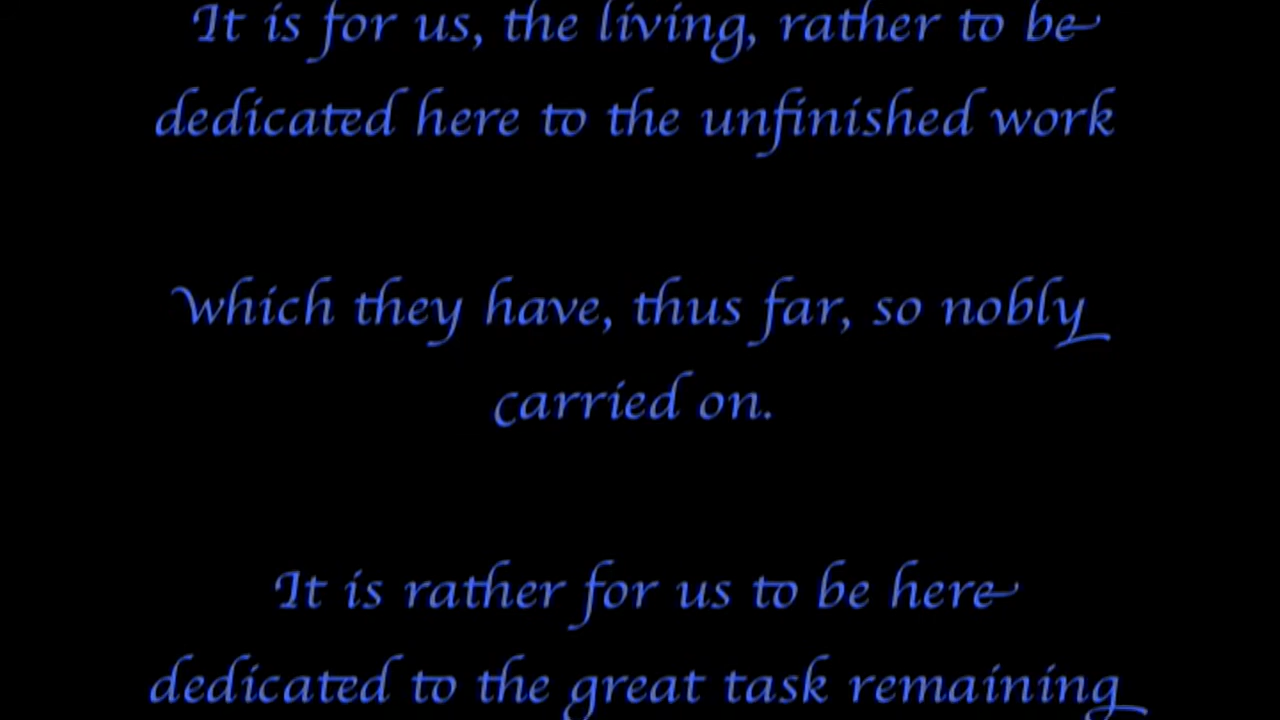 It is for us, the living, rather to be
dedicated here to the unfinished work
which they have, thus far, so nobly
carried on.
It is rather for us to be here
dedicated to the great task remaining